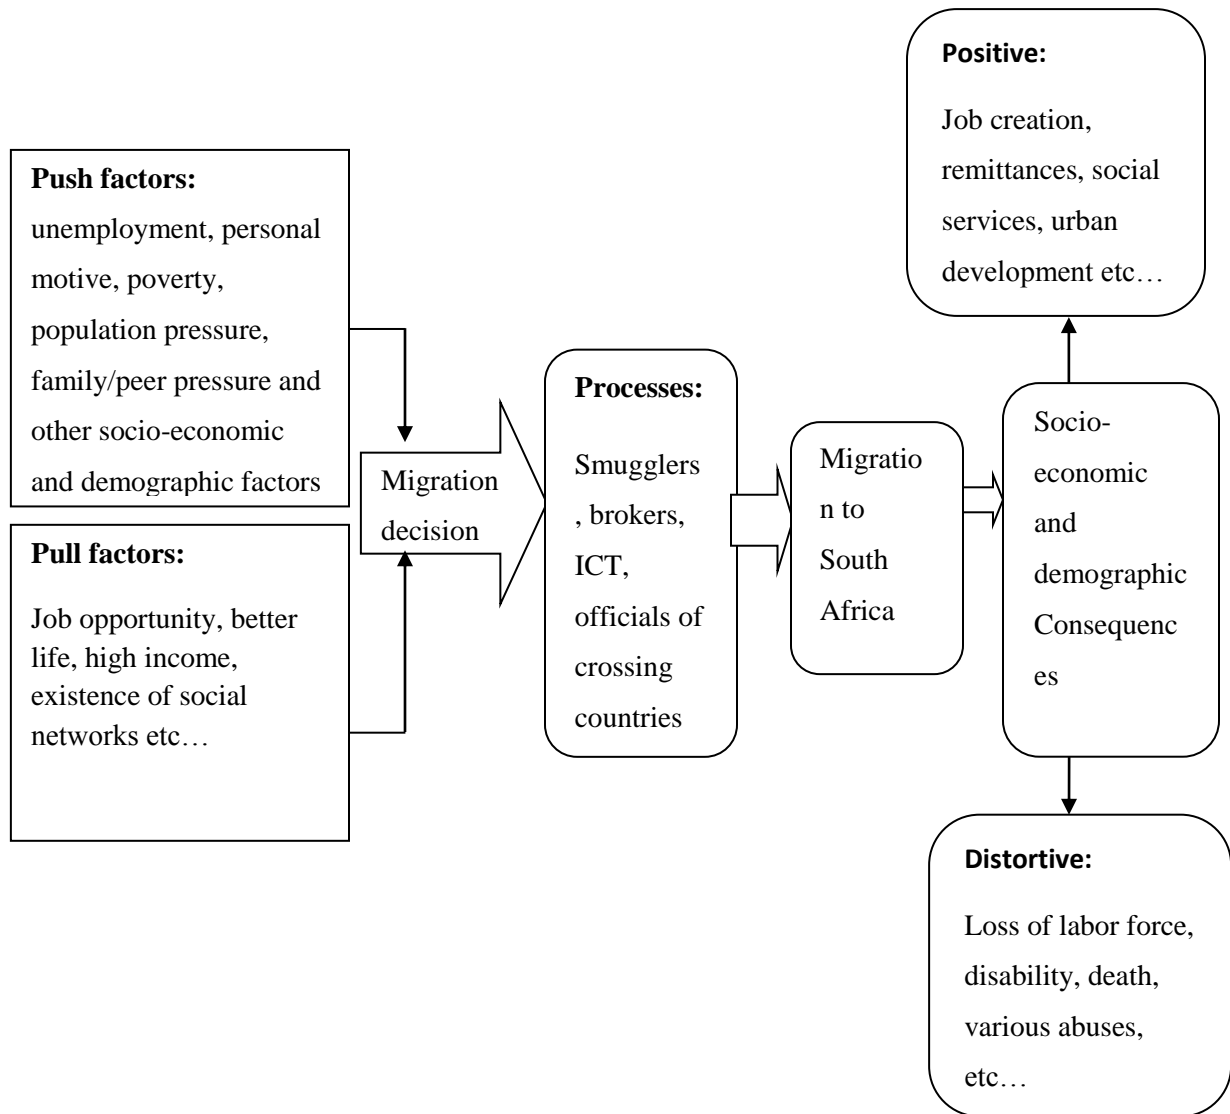 Push factors:
unemployment, personal
motive, poverty,
population pressure,
family/peer pressure and
other socio-economic
and demographic factors
Pull factors:
Job opportunity, better
life, high income,
existence of social
networks etc…
Migration
decision
Processes:
Smugglers
, brokers,
ICT,
officials of
crossing
countries
Migratio
n to
South
Africa
Socio-
economic
and
demographic
Consequenc
es
Positive:
Job creation,
remittances, social
services, urban
development etc…
Distortive:
Loss of labor force,
disability, death,
various abuses,
etc…